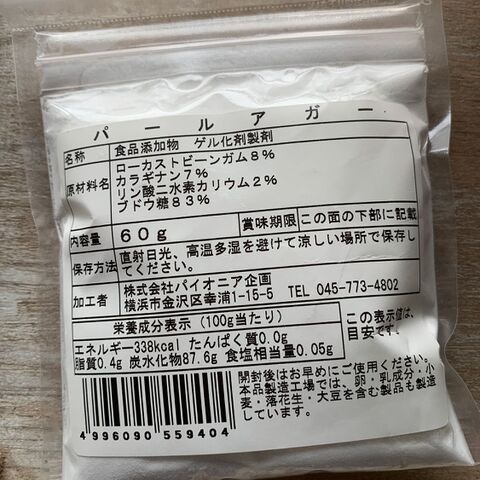 パールアガー
名称 食品添加物 ゲル化剤製剤
原材料名 ローカストビーンガム8%
カラギナン7%
リン酸二水素カリウム2%
ブドウ糖83%
内容量 60g 賞味期限 この面の下部に記載
保存方法 直射日光、高温多湿を避けて涼しい場所で保存し
てください。
加工者 株式会社パイオニア企画
横浜市金沢区幸浦1-15-5 TEL 045-773-4802
栄養成分表示(100g当たり)
エネルギー338kcal たんぱく質0.0g
脂質0.4g 炭水化物87.6g 食塩相当量0.05g
この表示値は、
目安です。
開封後はお早めにご使用ください。
本品製造工場では、卵・乳成分・小
麦・落花生・大豆を含む製品も製造
しています。
4996090 559404